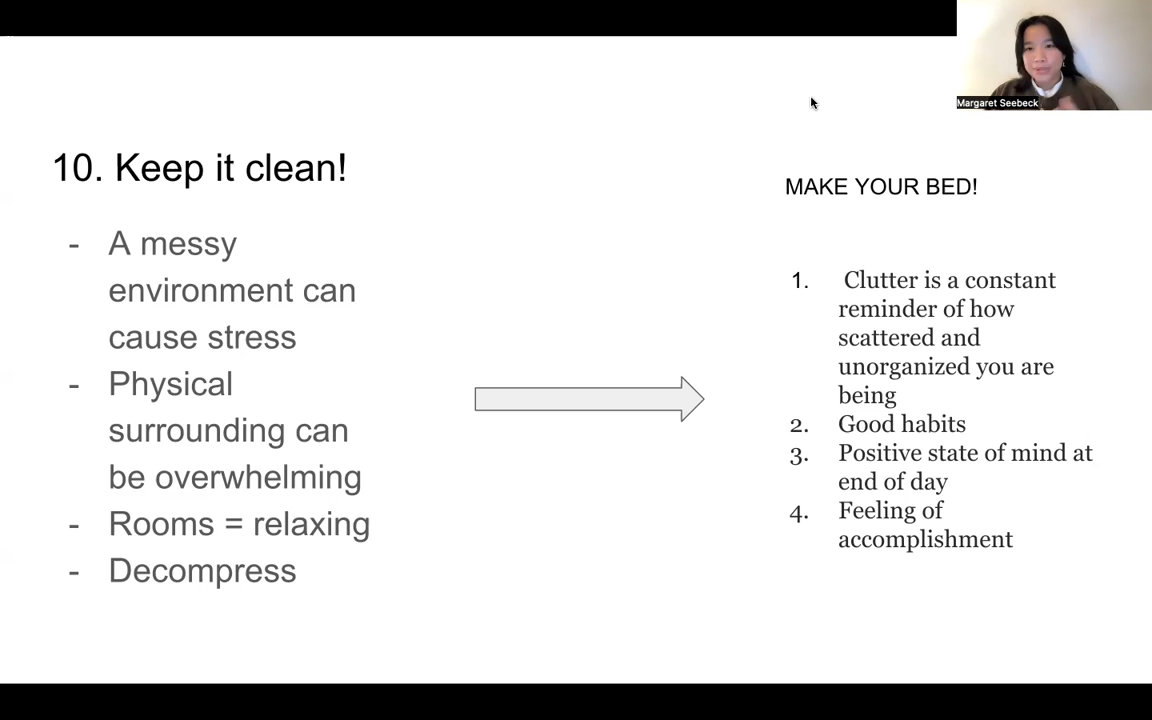 Margaret Seebeck
10. Keep it clean!
- A messy
environment can
cause stress
- Physical
surrounding can
be overwhelming
- Rooms = relaxing
- Decompress
MAKE YOUR BED!
1. Clutter is a constant
reminder of how
scattered and
unorganized you are
being
2. Good habits
3. Positive state of mind at
end of day
4. Feeling of
accomplishment